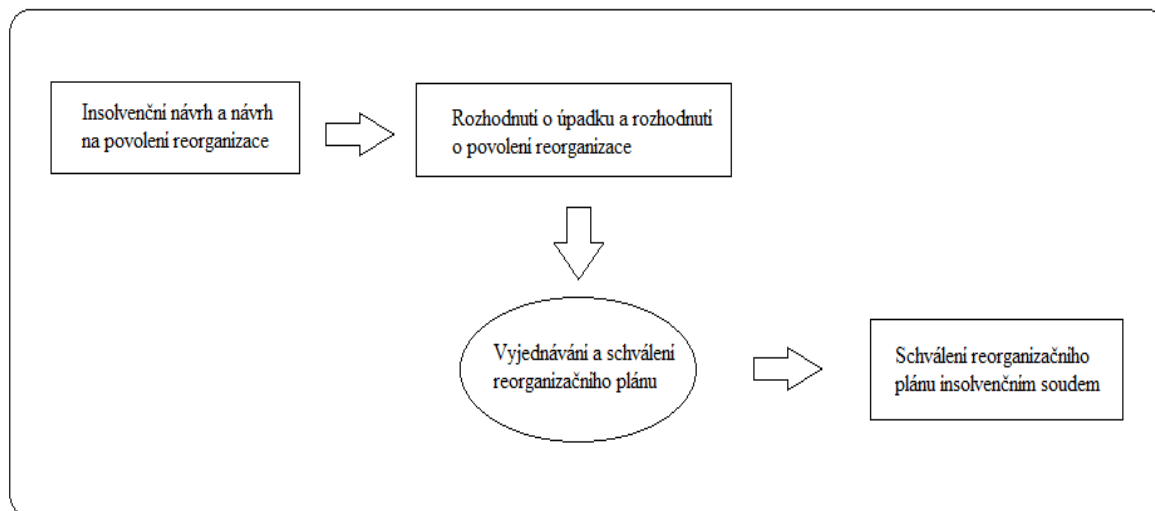 Insolvenční návrh a návrh
na povolení reorganizace
Rozhodnutí o úpadku a rozhodnutí
o povolení reorganizace
Vyjednávání a schválení
reorganizačního plánu
Schválení reorganizačního
plánu insolvenčním soudem